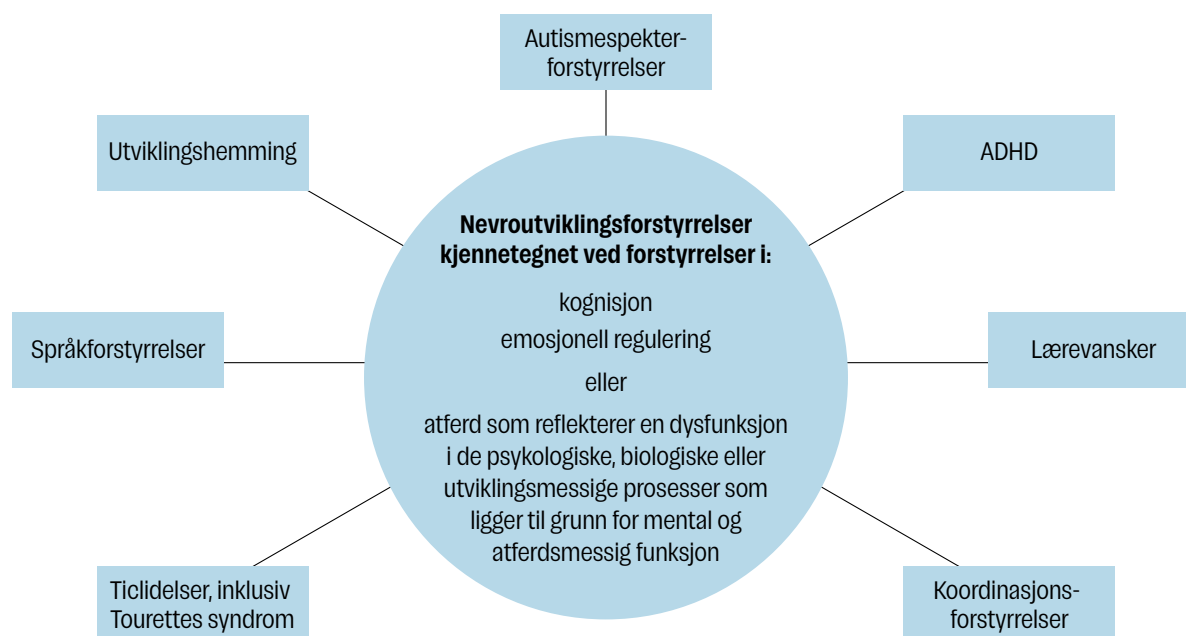 Autismespekter-
forstyrrelser
Utviklingshemming
ADHD
Nevroutviklingsforstyrrelser
kjennetegnet ved forstyrrelser i:
kognisjon
emosjonell regulering
eller
atferd som reflekterer en dysfunksjon
i de psykologiske, biologiske eller
utviklingsmessige prosesser som
ligger til grunn for mental og
atferdsmessig funksjon
Språkforstyrrelser
Lærevansker
Ticlidelser, inklusiv
Tourettes syndrom
Koordinasjons-
forstyrrelser